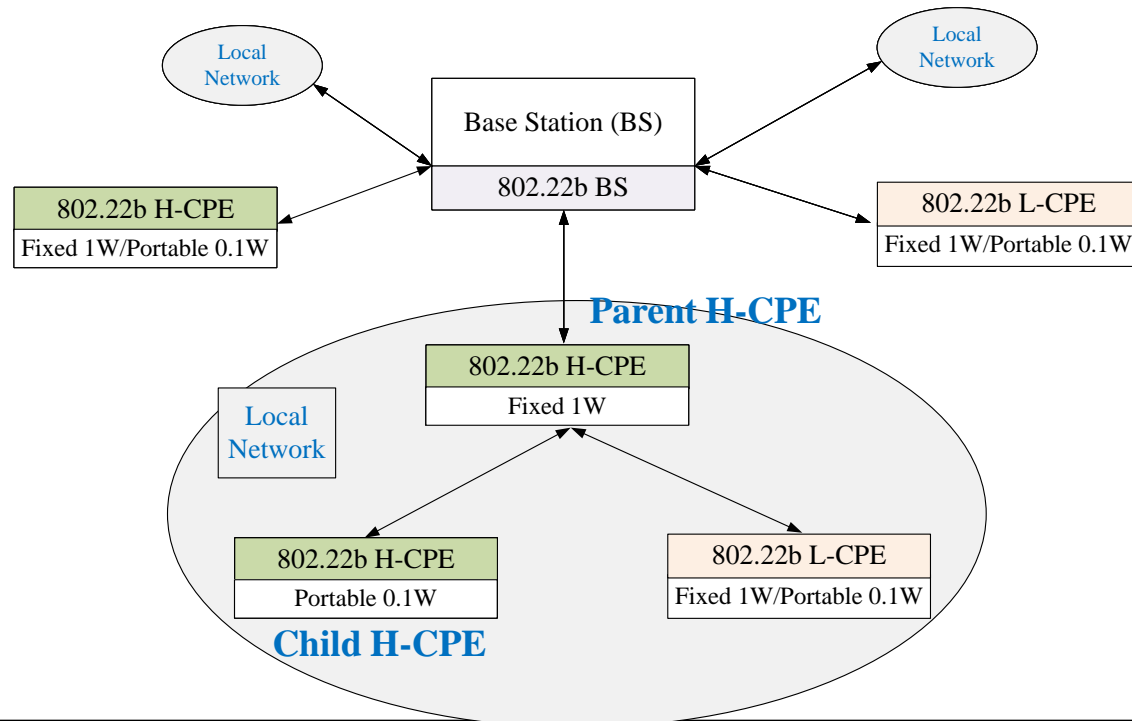 Local
Network
Local
Network
Base Station (BS)
802.22b BS
802.22b H-CPE
Fixed 1W/Portable 0.1W
802.22b L-CPE
Fixed 1W/Portable 0.1W
Parent H-CPE
802.22b H-CPE
Fixed 1W
Local
Network
802.22b H-CPE
Portable 0.1W
802.22b L-CPE
Fixed 1W/Portable 0.1W
Child H-CPE